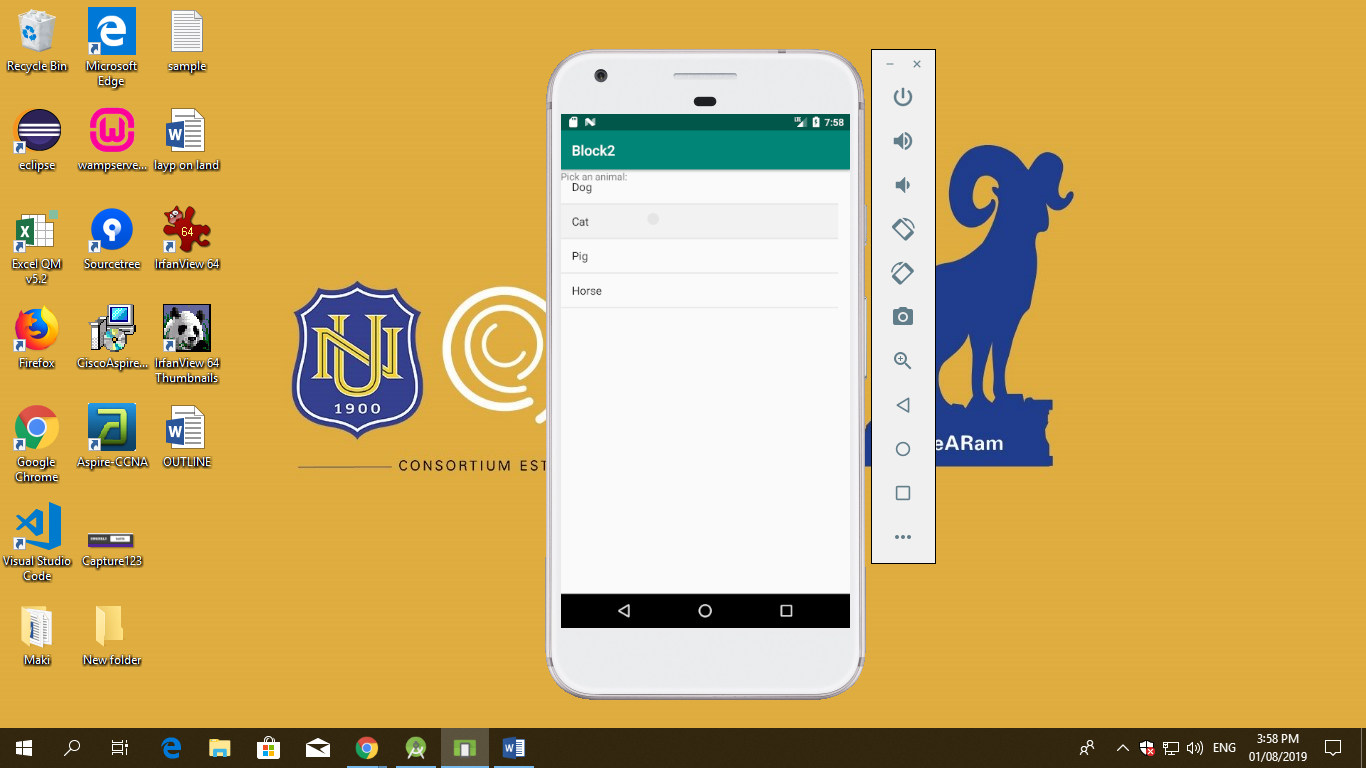 Recycle Bin
Microsoft
Edge
sample
eclipse
wampserve...
layp on land
Excel QM
v5.2
Sourcetree
64
IrfanView 64
Firefox
CiscoAspire...
IrfanView 64
Thumbnails
Google
Chrome
Aspire-CCNA
OUTLINE
Visual Studio
Code
Capture123
Maki
New folder
NU
1900
CONSORTIUM EST
7:58
Block2
Pick an animal:
Dog
Cat
Pig
Horse
eARam
ENG
3:58 PM
01/08/2019